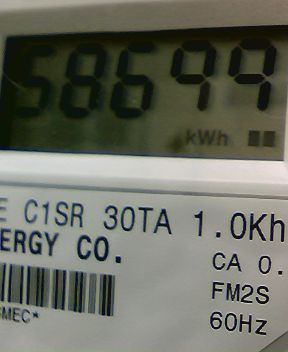 58699
kWh
E C1SR 30TA 1.0Kh
ERGY CO.
CA 0.
FM2S
MEC*
60Hz